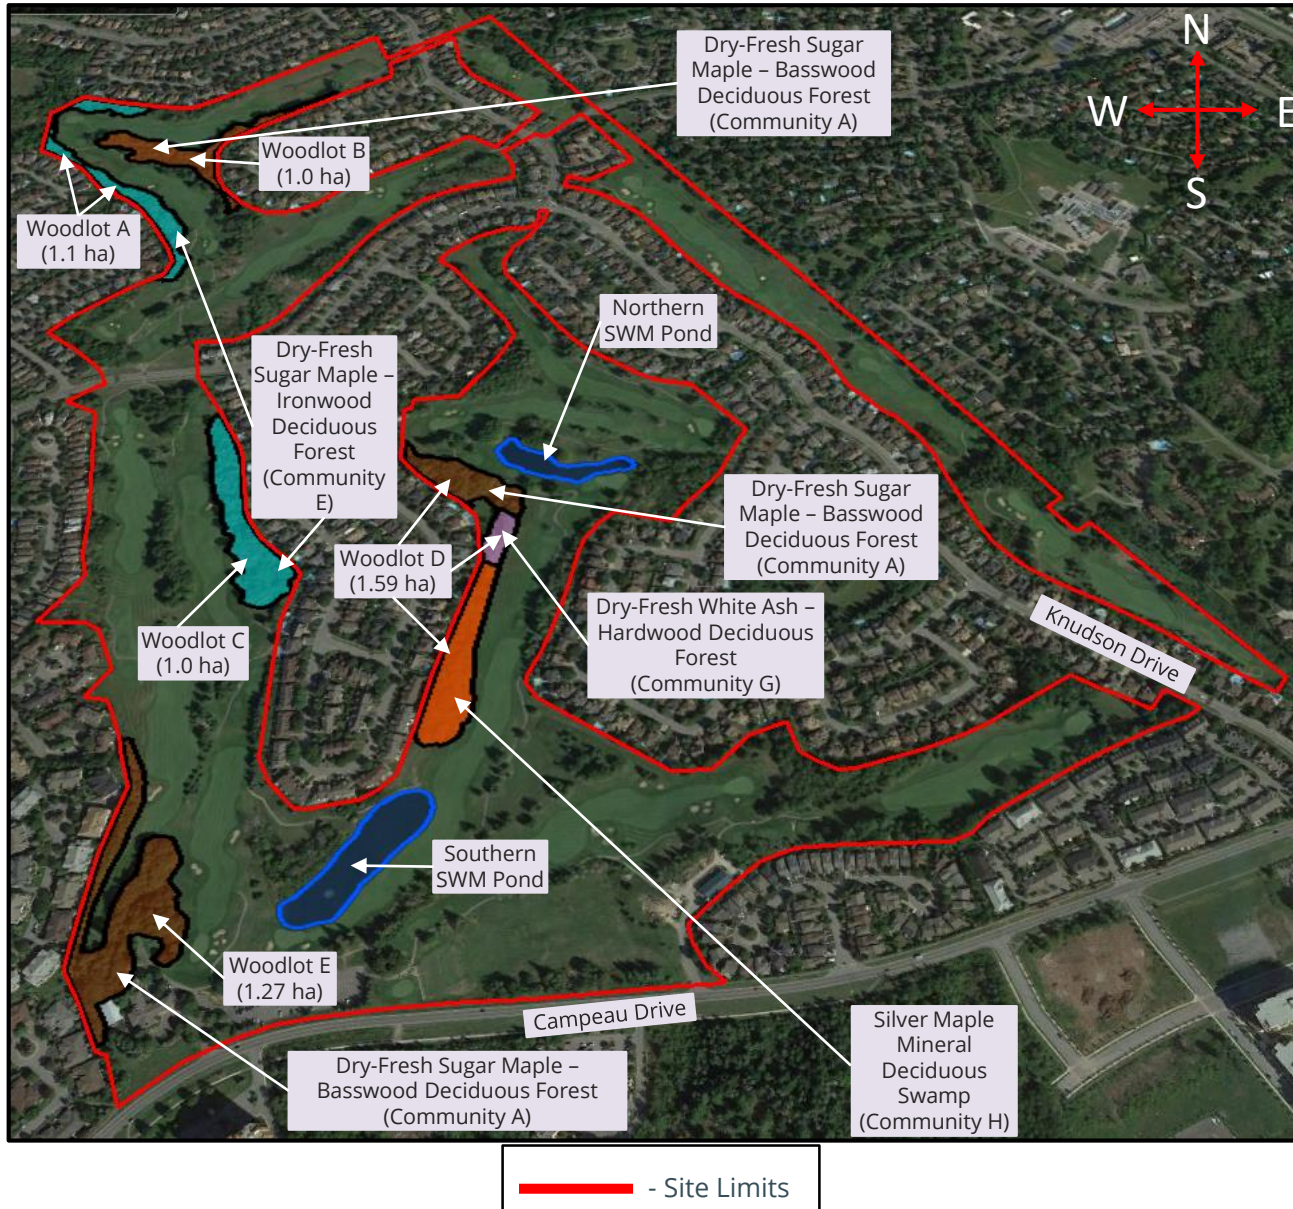 Dry-Fresh Sugar
Maple – Basswood
Deciduous Forest
(Community A)
N
W
E
S
Woodlot B
(1.0 ha)
Woodlot A
(1.1 ha)
Northern
SWM Pond
Dry-Fresh
Sugar Maple –
Ironwood
Deciduous
Forest
(Community
E)
Dry-Fresh Sugar
Maple – Basswood
Deciduous Forest
(Community A)
Woodlot D
(1.59 ha)
Dry-Fresh White Ash –
Hardwood Deciduous
Forest
(Community G)
Woodlot C
(1.0 ha)
Knudson Drive
Southern
SWM Pond
Woodlot E
(1.27 ha)
Campeau Drive
Silver Maple
Mineral
Deciduous
Swamp
(Community H)
Dry-Fresh Sugar Maple –
Basswood Deciduous Forest
(Community A)
- Site Limits